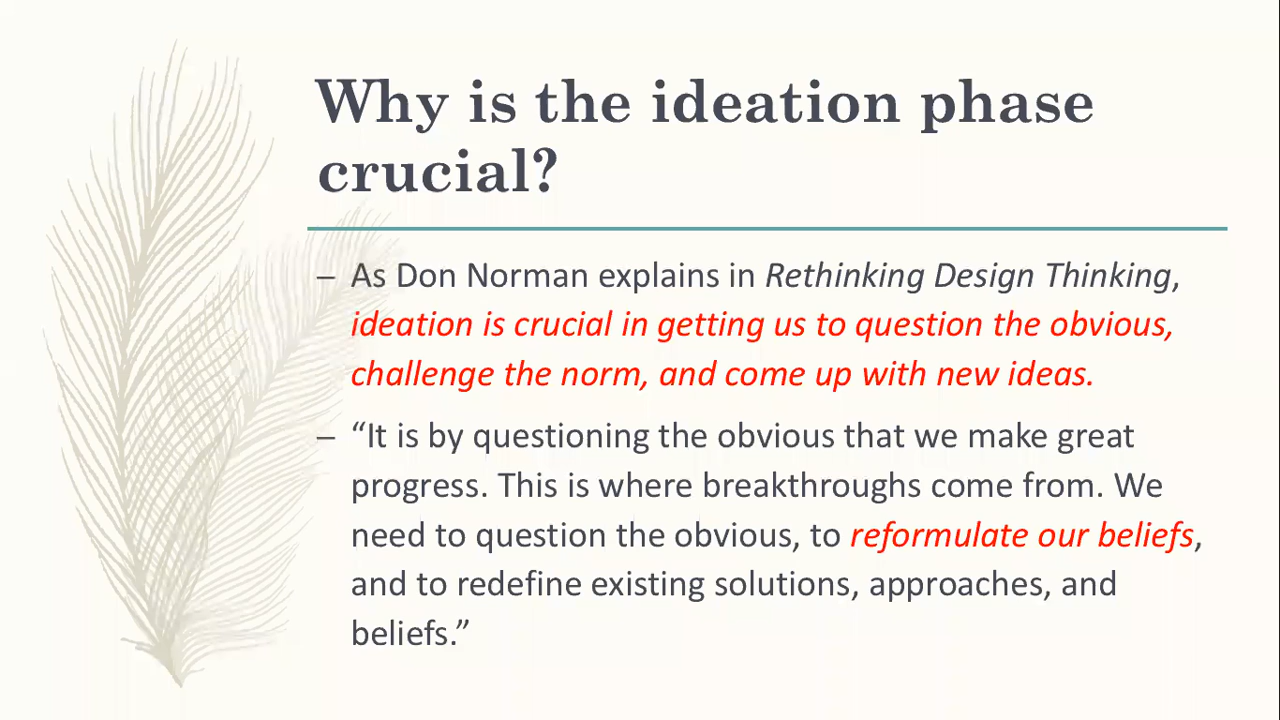 Why is the ideation phase
crucial?
– As Don Norman explains in Rethinking Design Thinking,
ideation is crucial in getting us to question the obvious,
challenge the norm, and come up with new ideas.
– “It is by questioning the obvious that we make great
progress. This is where breakthroughs come from. We
need to question the obvious, to reformulate our beliefs,
and to redefine existing solutions, approaches, and
beliefs.”